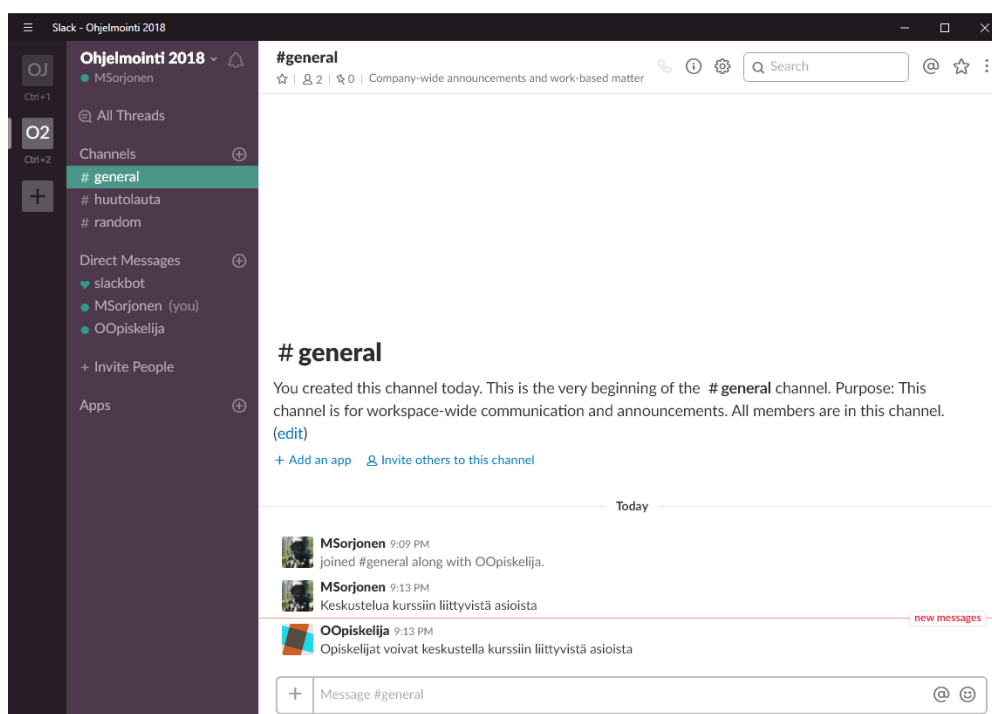 Slack - Ohjelmointi 2018
OJ
Ctrl+1
O2
Ctrl+2
Ohjelmointi 2018
MSorjonen
All Threads
Channels
# general
# huutolauta
# random
Direct Messages
slackbot
MSorjonen (you)
OOpiskelija
+ Invite People
Apps
#general
2 | 0 | Company-wide announcements and work-based matter
Search
# general
You created this channel today. This is the very beginning of the # general channel. Purpose: This
channel is for workspace-wide communication and announcements. All members are in this channel.
(edit)
+ Add an app Invite others to this channel
Today
MSorjonen 9:09 PM
joined #general along with OOpiskelija.
MSorjonen 9:13 PM
Keskustelua kurssiin liittyvistä asioista
new messages
OOpiskelija 9:13 PM
Opiskelijat voivat keskustella kurssiin liittyvistä asioista
Message #general